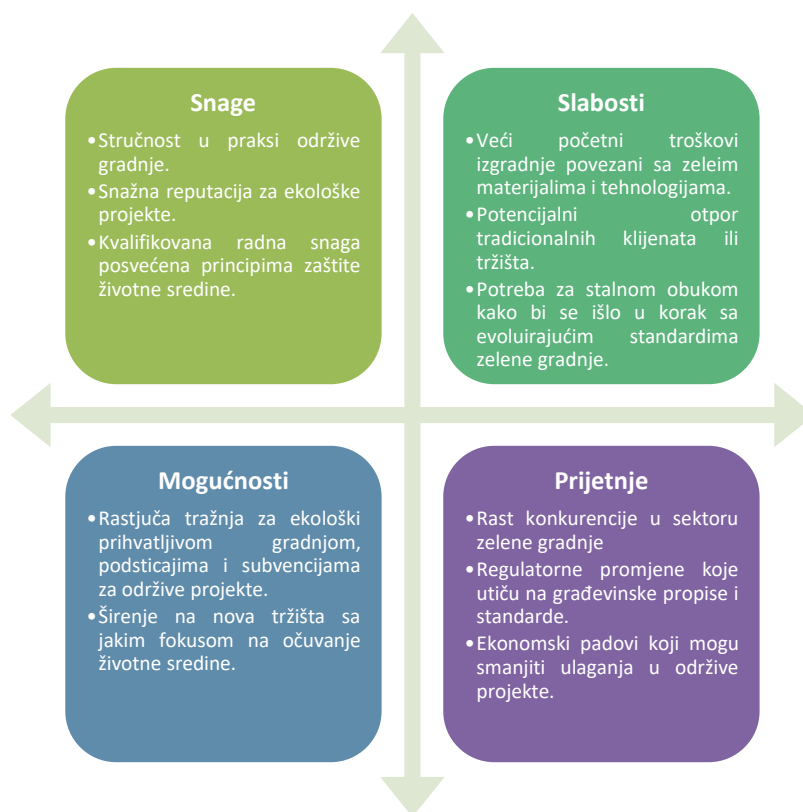 Snage
•Stručnost u praksi održive
gradnje.
•Snažna reputacija za ekološke
projekte.
•Kvalifikovana radna snaga
posvećena principima zaštite
životne sredine.
Slabosti
•Veći početni troškovi
izgradnje povezani sa zeleim
materijalima i tehnologijama.
•Potencijalni otpor
tradicionalnih klijenata ili
tržišta.
•Potreba za stalnom obukom
kako bi se išlo u korak sa
evoluirajućim standardima
zelene gradnje.
Mogućnosti
•Rastjuča tražnja za ekološki
prihvatljivom gradnjom,
podsticajima i subvencijama
za održive projekte.
•Širenje na nova tržišta sa
jakim fokusom na očuvanje
životne sredine.
Prijetnje
•Rast konkurencije u sektoru
zelene gradnje
•Regulatorne promjene koje
utiču na građevinske propise i
standarde.
•Ekonomski padovi koji mogu
smanjiti ulaganja u održive
projekte.